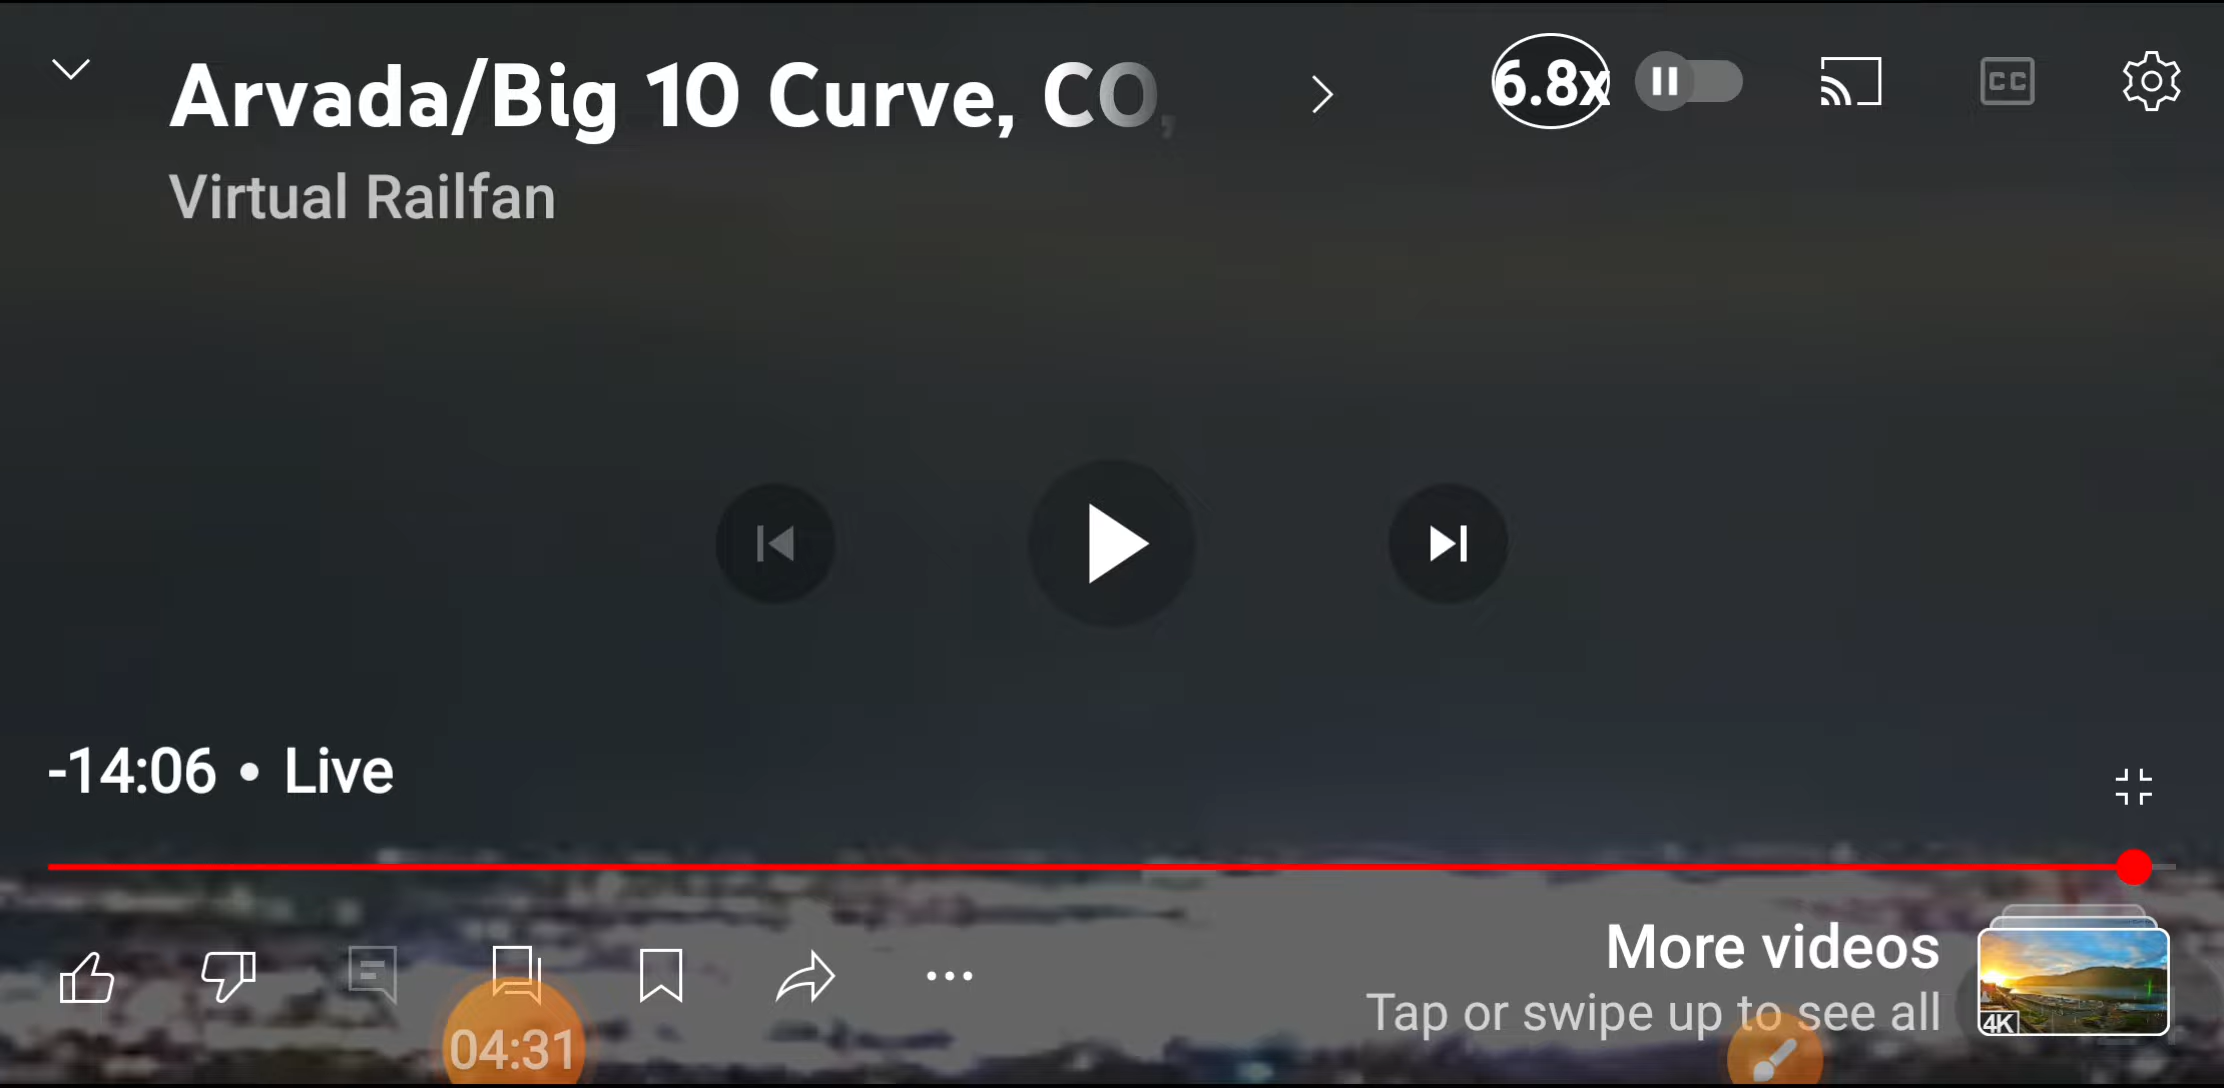 Arvada/Big 10 Curve, CO,
Virtual Railfan
6.8x
CC
-14:06 • Live
More videos
Tap or swipe up to see all
4K
04:31